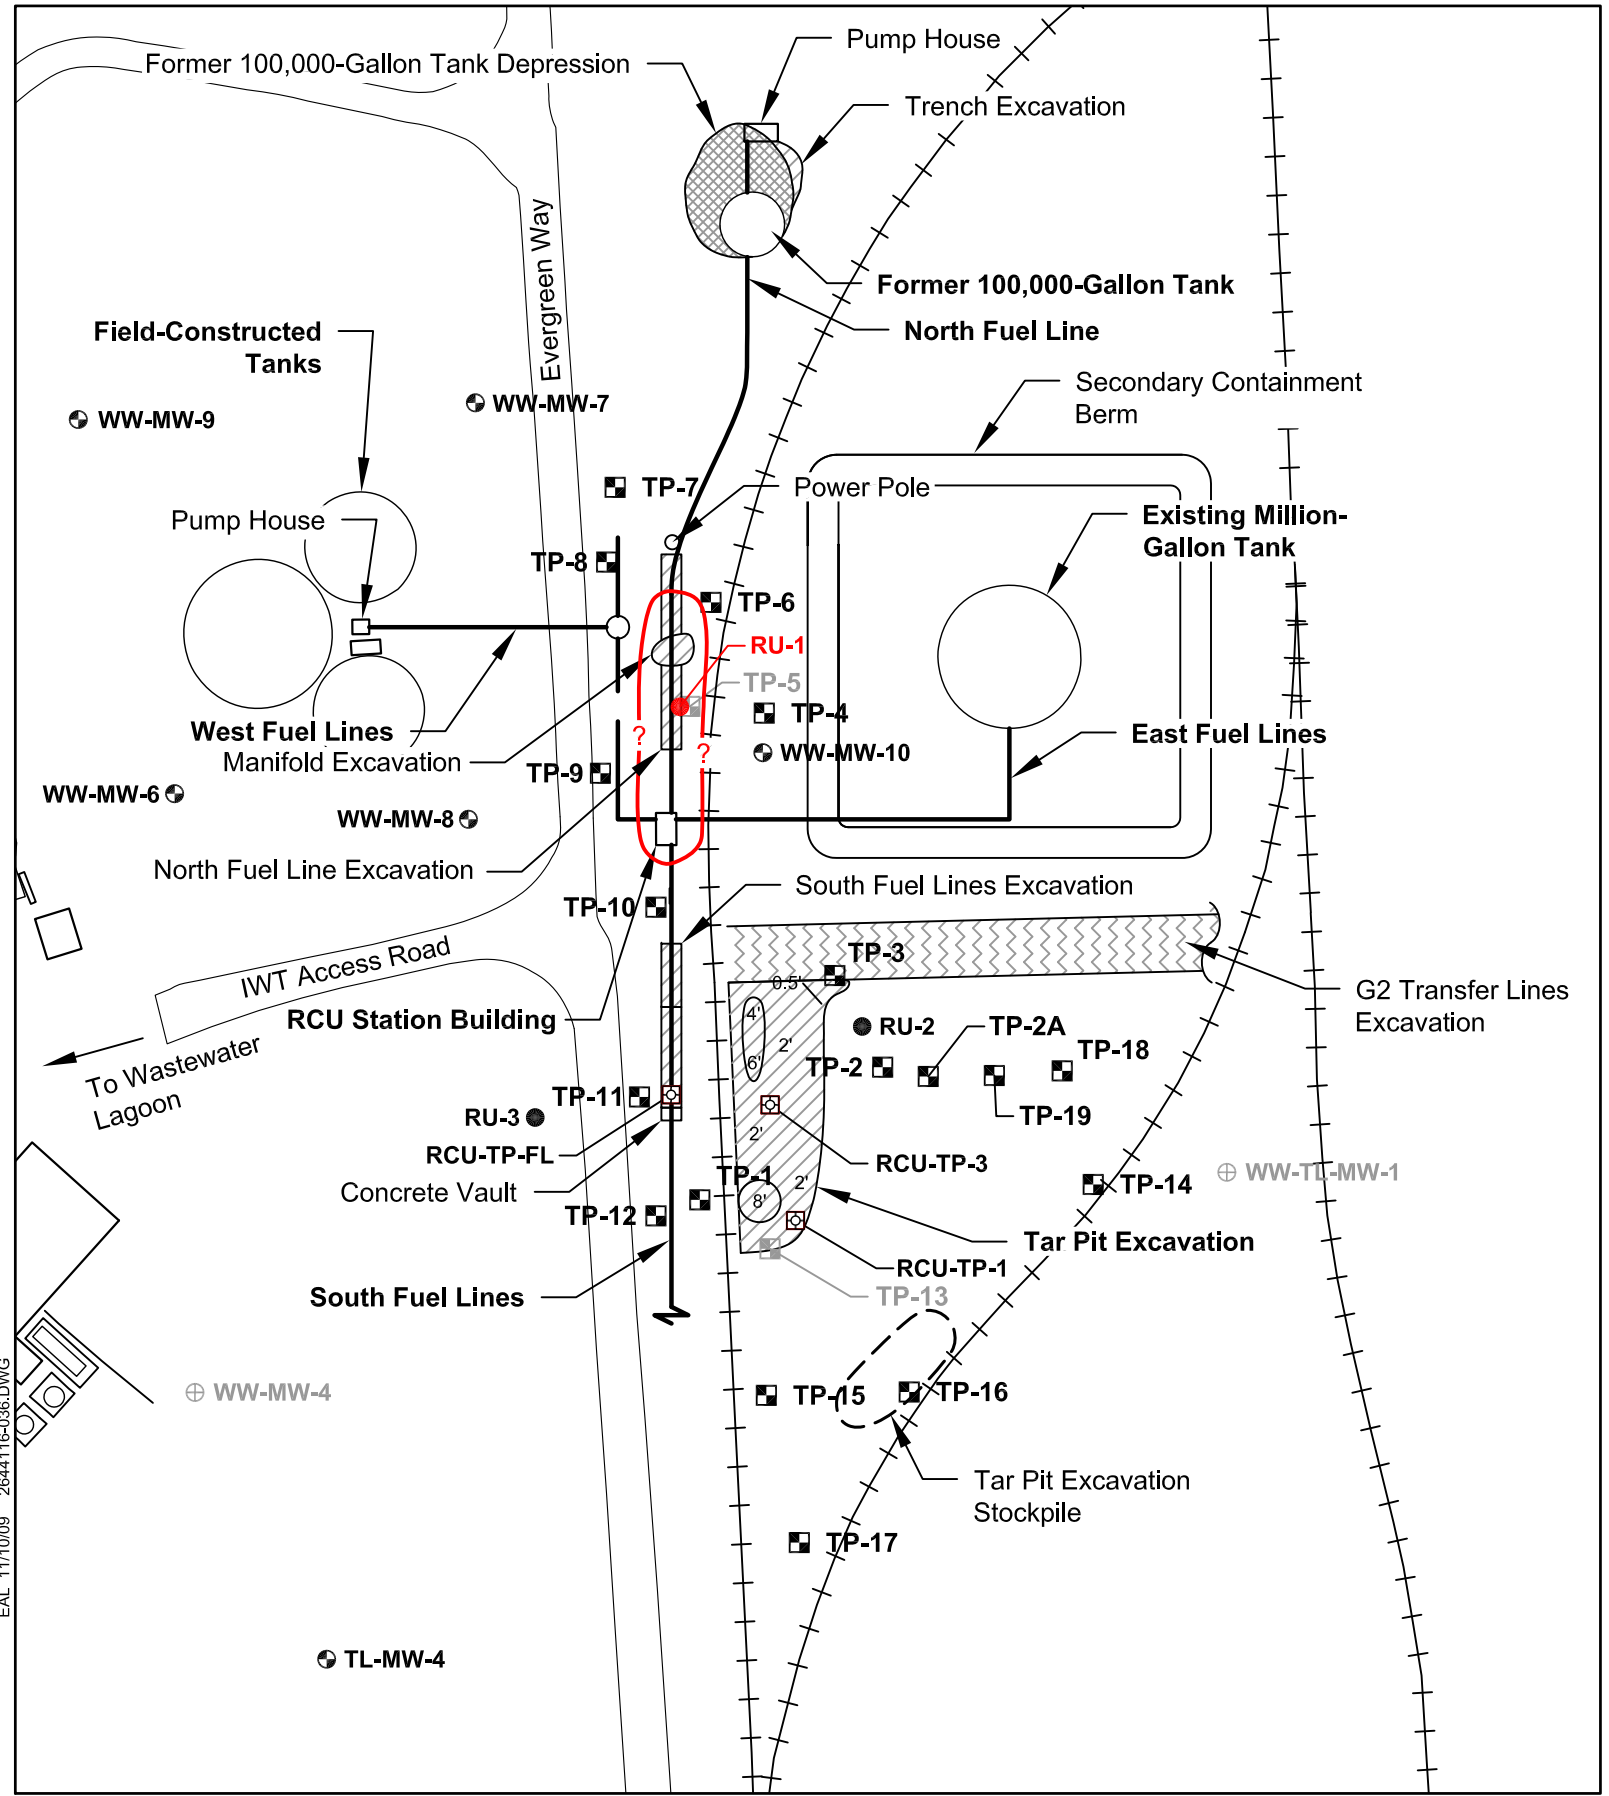 Pump House
Former 100,000-Gallon Tank Depression
Trench Excavation
Evergreen Way
Former 100,000-Gallon Tank
North Fuel Line
Field-Constructed
Tanks
Secondary Containment
Berm
WW-MW-9
WW-MW-7
TP-7
Power Pole
Pump House
Existing Million-
Gallon Tank
TP-8
TP-6
RU-1
TP-5
TP-4
West Fuel Lines
?
?
East Fuel Lines
Manifold Excavation
WW-MW-10
TP-9
WW-MW-6
WW-MW-8
North Fuel Line Excavation
South Fuel Lines Excavation
TP-10
IWT Access Road
TP-3
0.5'
G2 Transfer Lines
Excavation
RCU Station Building
4'
RU-2
TP-2A
2'
TP-18
6'
TP-2
To Wastewater
Lagoon
TP-11
RU-3
TP-19
2'
RCU-TP-FL
RCU-TP-3
Concrete Vault
TP-1
2'
TP-14
WW-TL-MW-1
8'
TP-12
Tar Pit Excavation
RCU-TP-1
TP-13
South Fuel Lines
WW-MW-4
TP-15
TP-16
Tar Pit Excavation
Stockpile
TP-17
TL-MW-4
EAL 11/10/09 2644116-036.DWG